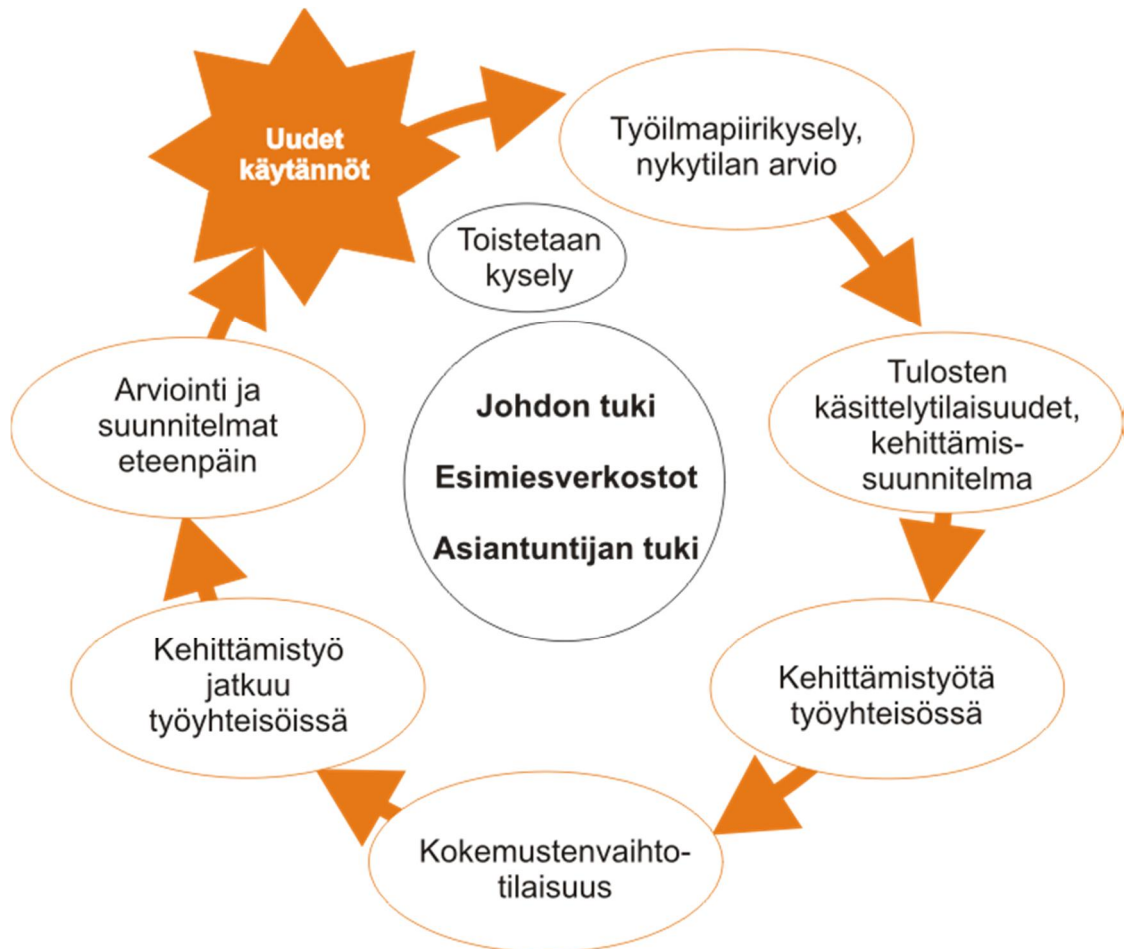 Uudet
käytännöt
Työilmapiirikysely,
nykytilan arvio
Toistetaan
kysely
Tulosten
käsittelytilaisuudet,
kehittämis-
suunnitelma
Kehittämistyötä
työyhteisössä
Kokemustenvaihto-
tilaisuus
Kehittämistyö
jatkuu
työyhteisöissä
Arviointi ja
suunnitelmat
eteenpäin
Johdon tuki
Esimiesverkostot
Asiantuntijan tuki